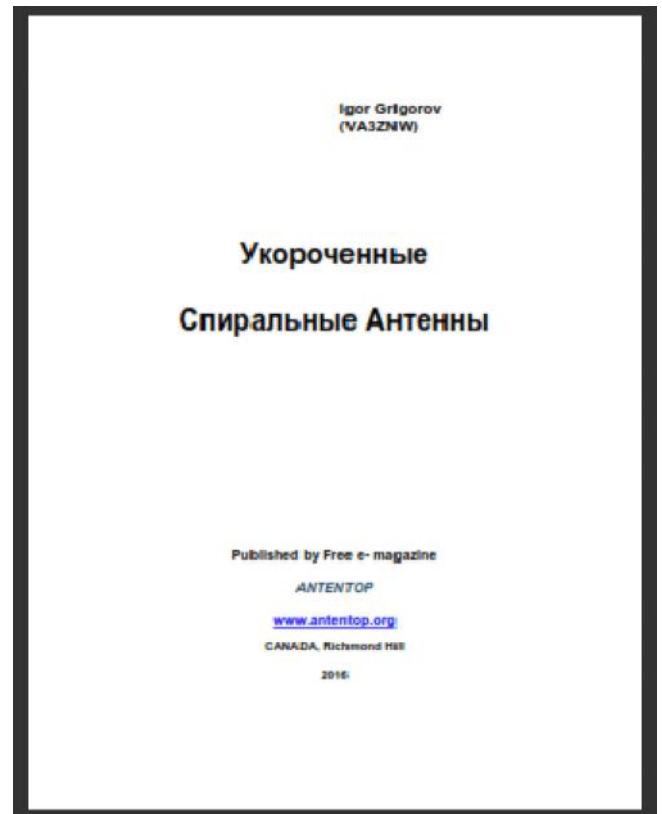 Igor Grigorov
(VA3ZNW)
Укороченные
Спиральные Антенны
Published by Free e- magazine
ANTENTOP
www.antentop.org
CANADA, Richmond Hill
2016